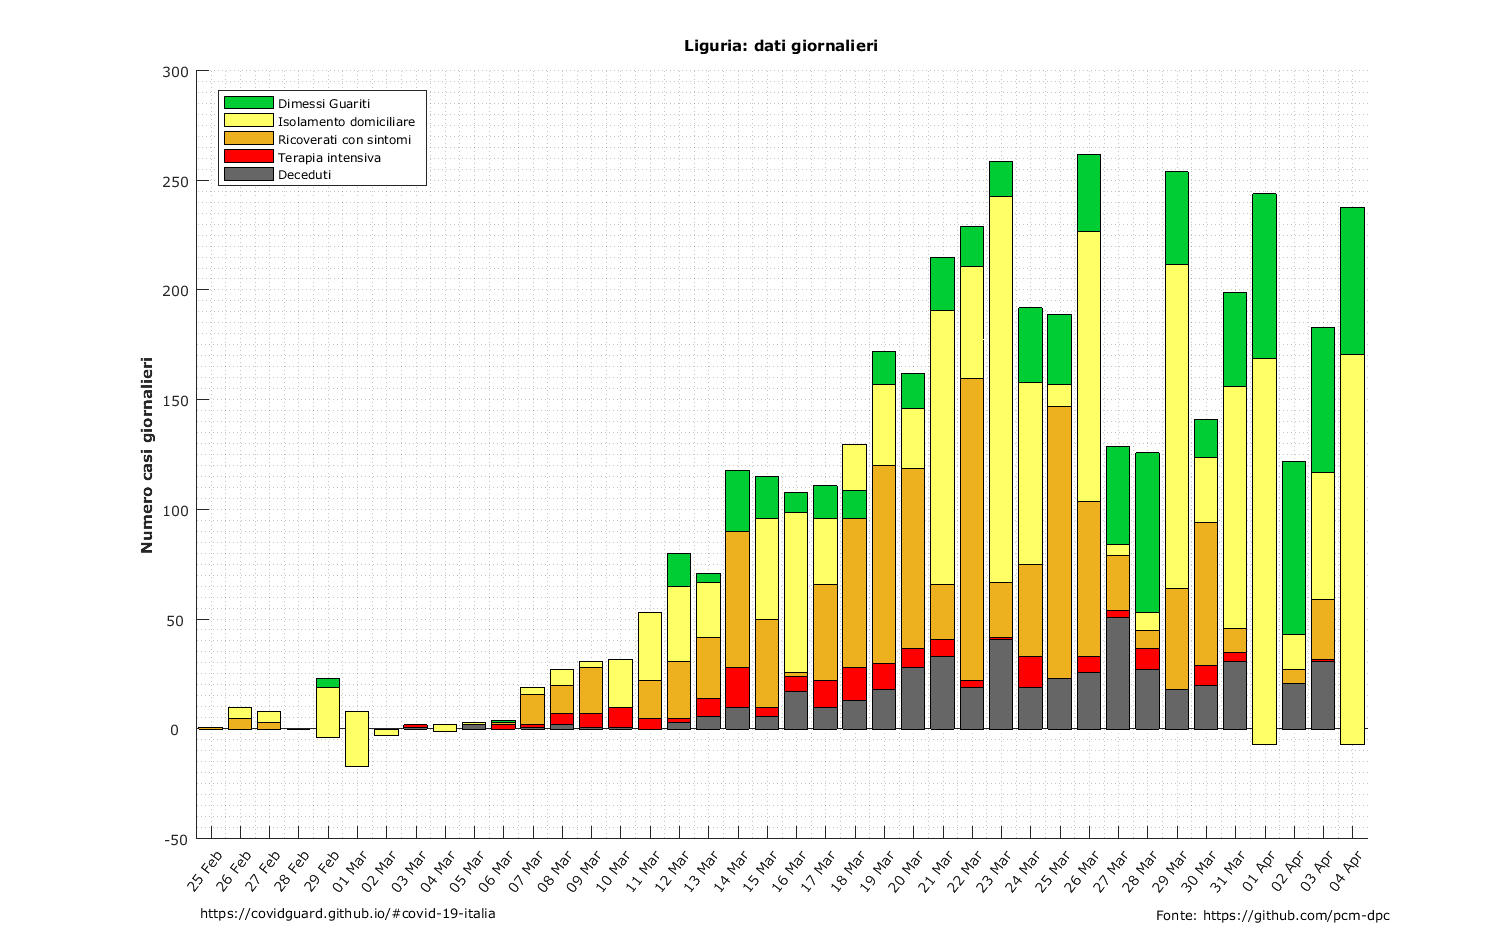 Liguria: dati giornalieri
300
250
200
150
100
50
0
-50
Numero casi giornalieri
Dimessi Guariti
Isolamento domiciliare
Ricoverati con sintomi
Terapia intensiva
Deceduti
25 Feb
26 Feb
27 Feb
28 Feb
29 Feb
01 Mar
02 Mar
03 Mar
04 Mar
05 Mar
06 Mar
07 Mar
08 Mar
09 Mar
10 Mar
11 Mar
12 Mar
13 Mar
14 Mar
15 Mar
16 Mar
17 Mar
18 Mar
19 Mar
20 Mar
21 Mar
22 Mar
23 Mar
24 Mar
25 Mar
26 Mar
27 Mar
28 Mar
29 Mar
30 Mar
31 Mar
01 Apr
02 Apr
03 Apr
04 Apr
https://covidguard.github.io/#covid-19-italia
Fonte: https://github.com/pcm-dpc